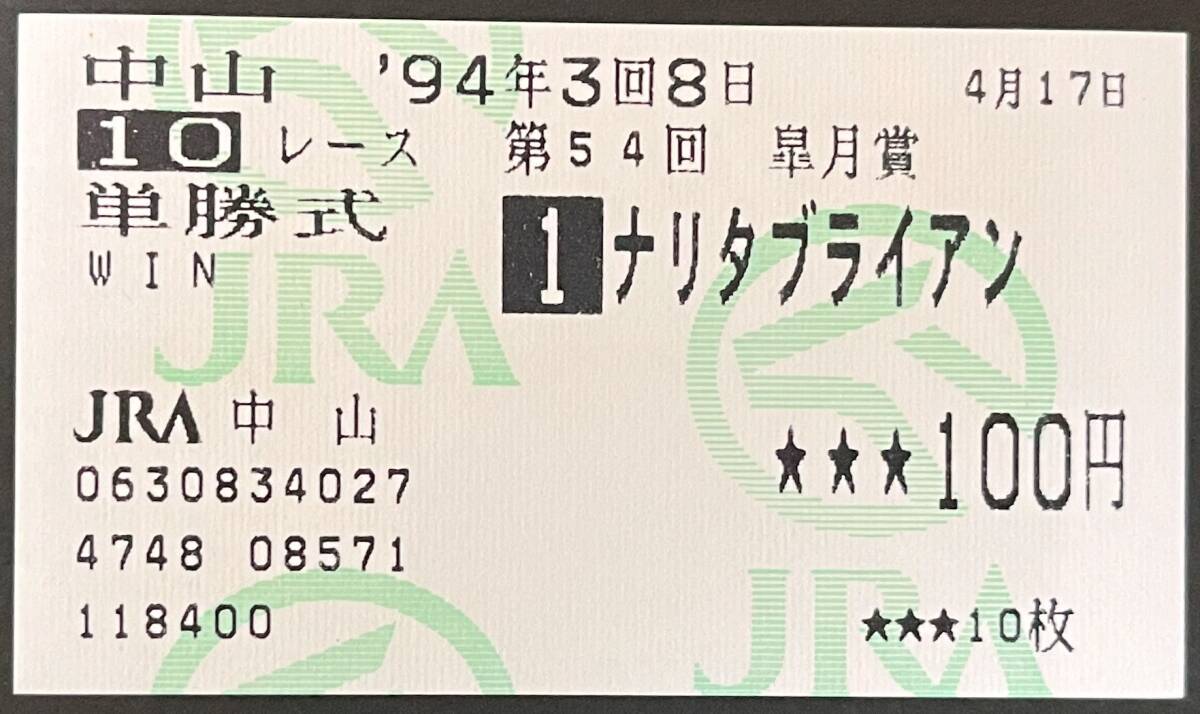 中山 '94年3回8日 4月17日
10 レース 第54回 皐月賞
単勝式 1 ナリタブライアン
WIN
JRA
JRA 中 山
★★★100円
0630834027
4748 08571
118400
★★★10枚
JRA